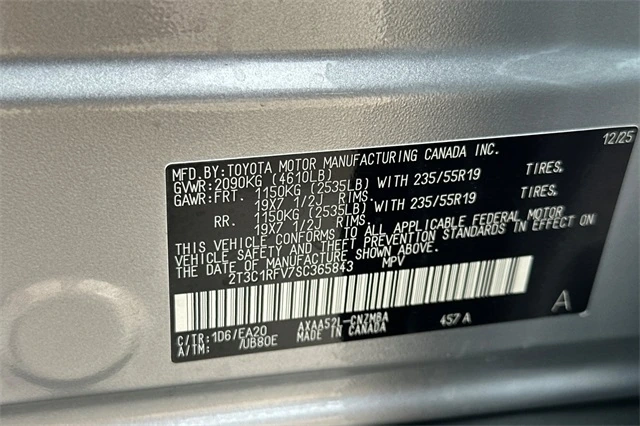 12/25
MFD.BY:TOYOTA MOTOR MANUFACTURING CANADA INC.
GVWR:2090KG (4610LB)
GAWR:FRT. 1150KG (2535LB) WITH 235/55R19 TIRES.
19X7 1/2J RIMS.
RR. 1150KG (2535LB) WITH 235/55R19 TIRES.
19X7 1/2J RIMS.
THIS VEHICLE CONFORMS TO ALL APPLICABLE FEDERAL MOTOR
VEHICLE SAFETY AND THEFT PREVENTION STANDARDS IN EFFECT ON
THE DATE OF MANUFACTURE SHOWN ABOVE.
2T3C1RFV7SC365843 MPV
A
C/TR:1D6/EA20 AXAA52L-CNZMBA 457A
A/TM: /UB80E MADE IN CANADA